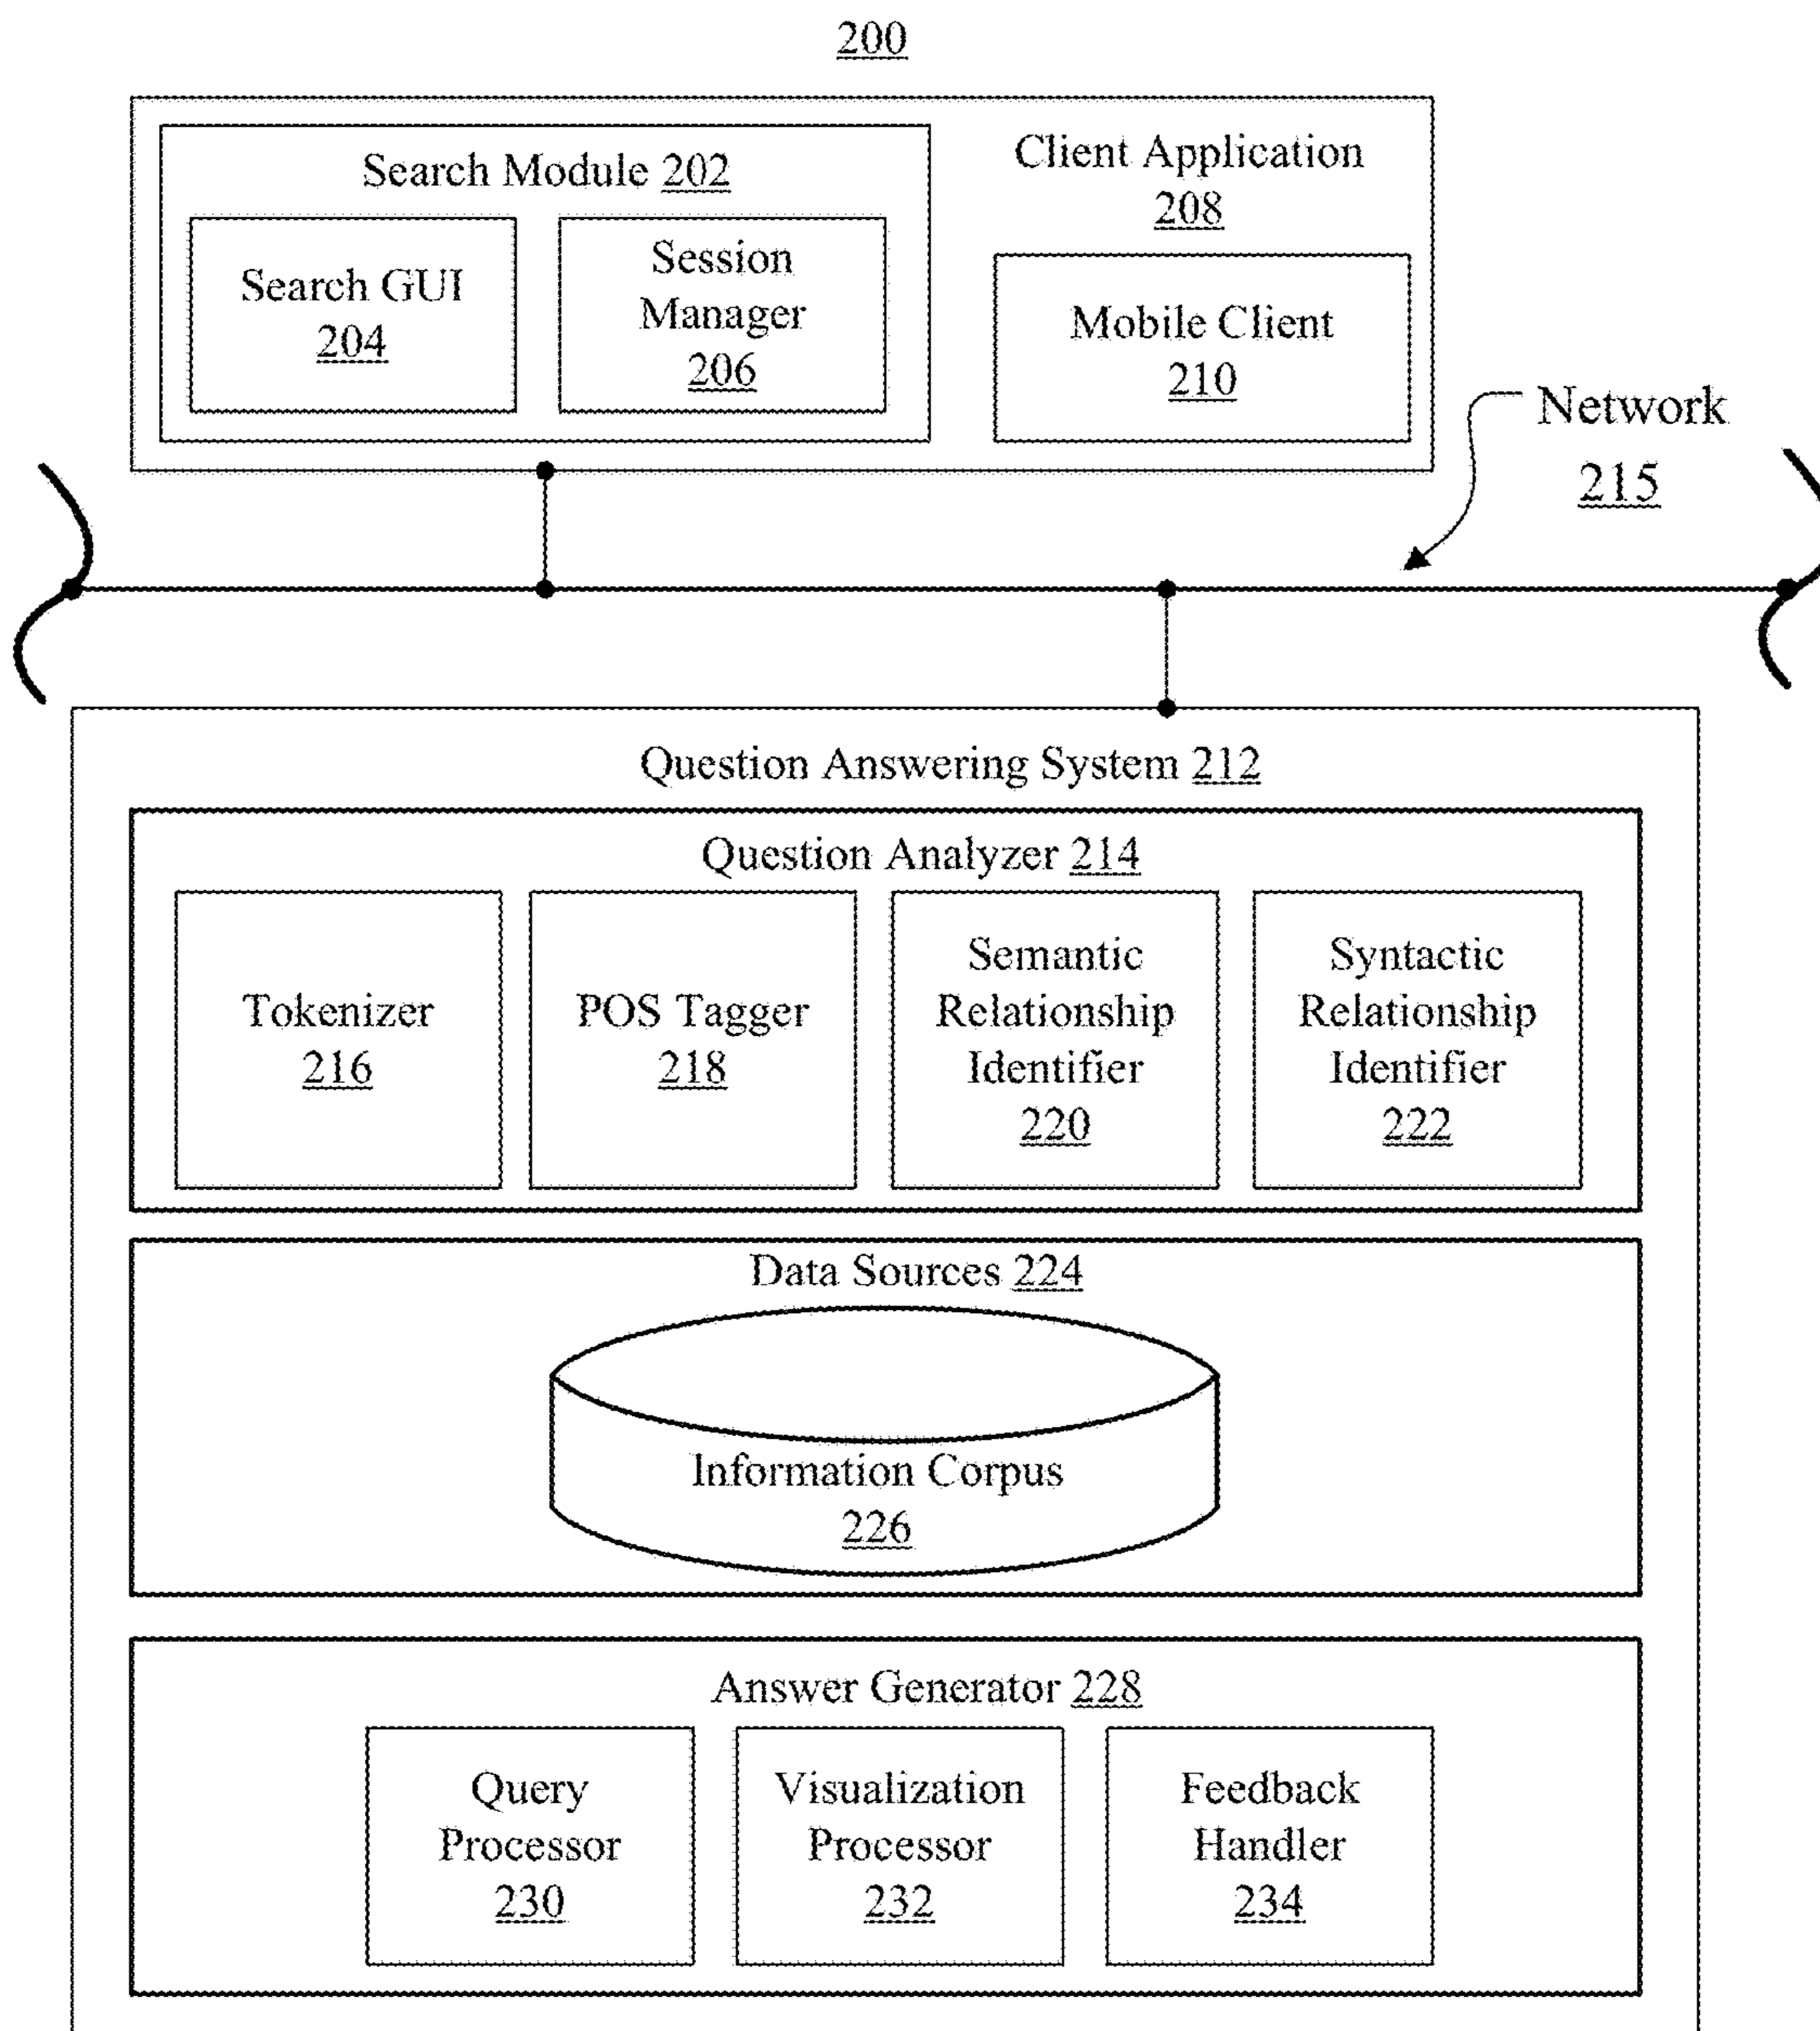 200
Search Module 202
Search GUI
204
Session
Manager
206
Client Application
208
Mobile Client
210
Network
215
Question Answering System 212
Question Analyzer 214
Tokenizer
216
POS Tagger
218
Semantic
Relationship
Identifier
220
Syntactic
Relationship
Identifier
222
Data Sources 224
Information Corpus
226
Answer Generator 228
Query
Processor
230
Visualization
Processor
232
Feedback
Handler
234